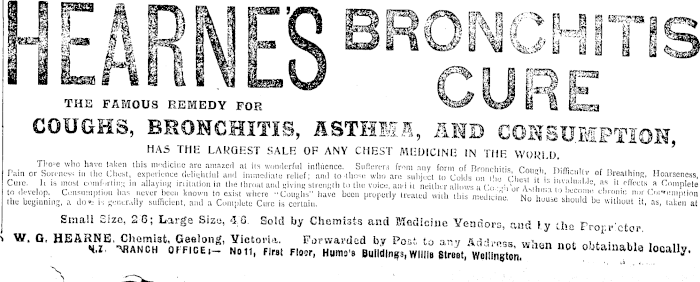 HEARNE'S BRONCHITIS
CURE
THE FAMOUS REMEDY FOR
COUGHS, BRONCHITIS, ASTHMA, AND CONSUMPTION,
HAS THE LARGEST SALE OF ANY CHEST MEDICINE IN THE WORLD.
Those who have taken this medicine are amazed at its wonderful influence. Sufferers from any form of Bronchitis, Cough, Difficulty of Breathing, Hoarseness,
Pain or Soreness in the Chest, experience delightful and immediate relief; and to those who are subject to Colds on the Chest it is invaluable, as it effects a Complete
Cure. It is most comforting in allaying irritation in the throat and giving strength to the voice, and it neither allows a Cough or Asthma to become chronic nor Consumption
to develop. Consumption has never been known to exist where "Coughs" have been properly treated with this medicine. No house should be without it, as, taken at
the beginning, a dose is generally sufficient, and a Complete Cure is certain.
Small Size, 2 6; Large Size, 4 6. Sold by Chemists and Medicine Vendors, and by the Proprietor.
W. G. HEARNE, Chemist, Geelong, Victoria. Forwarded by Post to any Address, when not obtainable locally.
N.Z. BRANCH OFFICE:— No 11, First Floor, Hume's Buildings, Willis Street, Wellington.